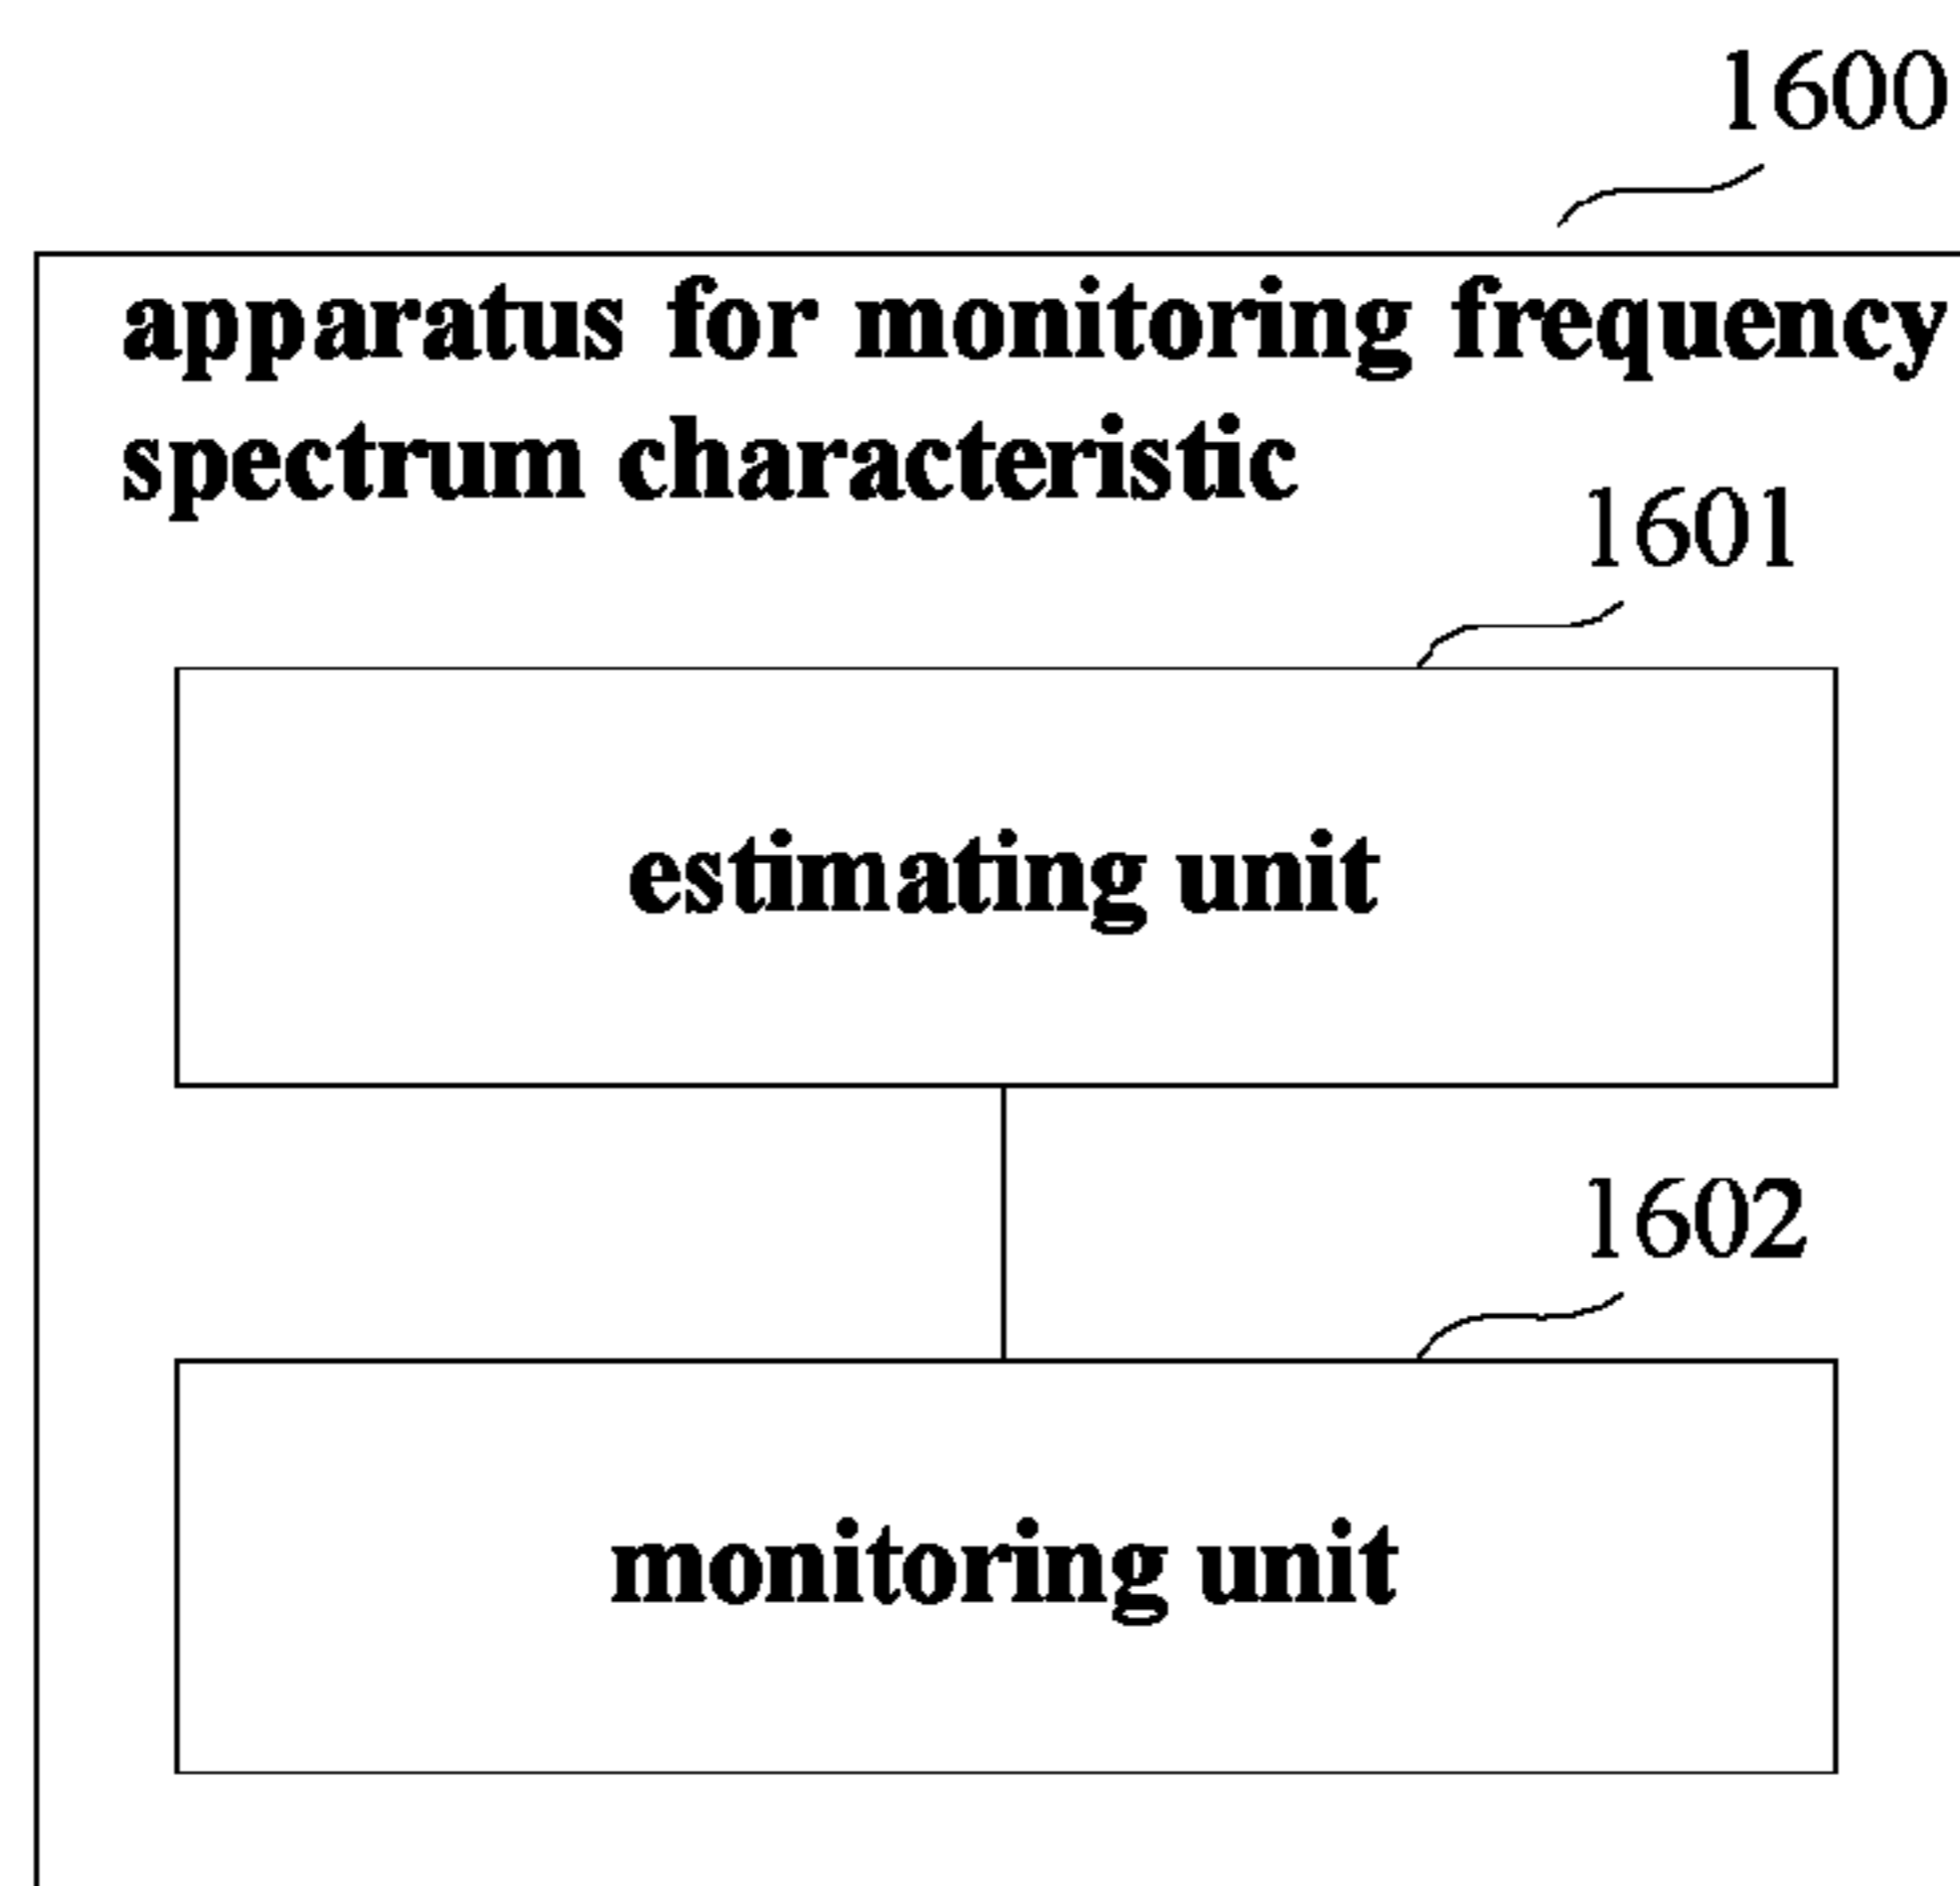 1600
apparatus for monitoring frequency
spectrum characteristic
1601
estimating unit
1602
monitoring unit